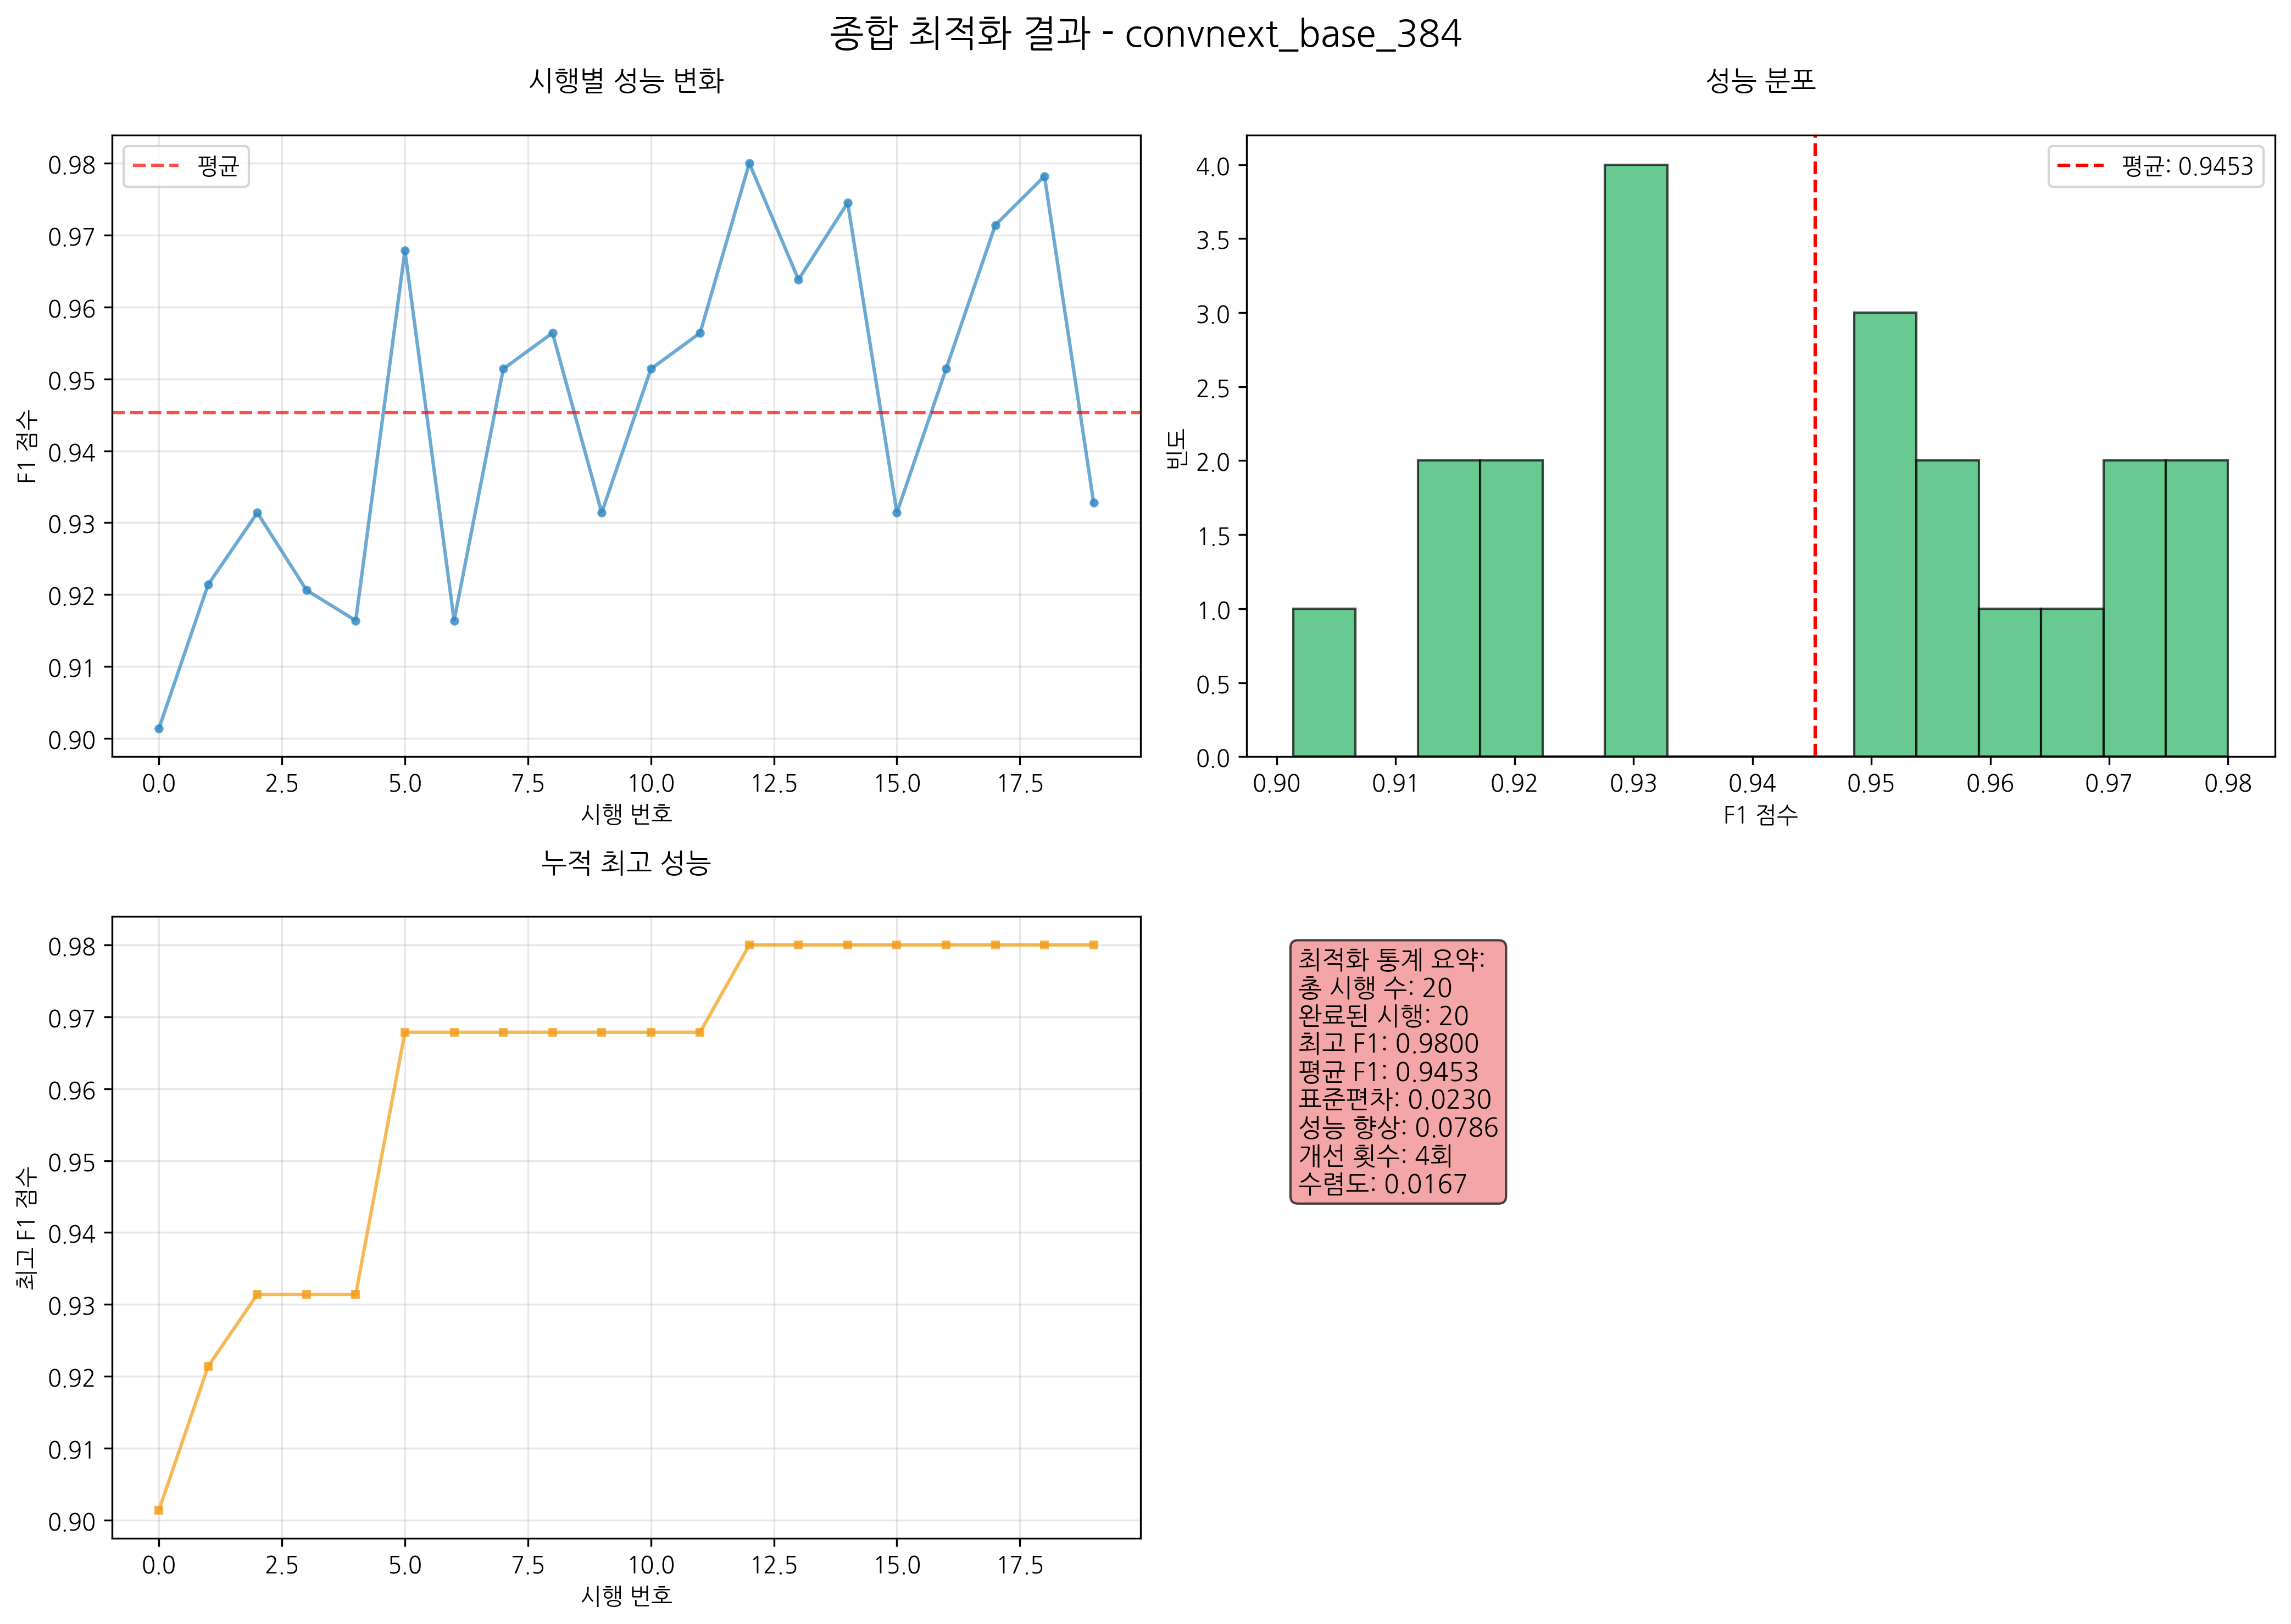 종합 최적화 결과 - convnext_base_384
시행별 성능 변화
평균
F1 점수
0.98
0.97
0.96
0.95
0.94
0.93
0.92
0.91
0.90
0.0 2.5 5.0 7.5 10.0 12.5 15.0 17.5
시행 번호
성능 분포
평균: 0.9453
빈도
4.0
3.5
3.0
2.5
2.0
1.5
1.0
0.5
0.0
0.90 0.91 0.92 0.93 0.94 0.95 0.96 0.97 0.98
F1 점수
누적 최고 성능
최고 F1 점수
0.98
0.97
0.96
0.95
0.94
0.93
0.92
0.91
0.90
0.0 2.5 5.0 7.5 10.0 12.5 15.0 17.5
시행 번호
최적화 통계 요약:
총 시행 수: 20
완료된 시행: 20
최고 F1: 0.9800
평균 F1: 0.9453
표준편차: 0.0230
성능 향상: 0.0786
개선 횟수: 4회
수렴도: 0.0167